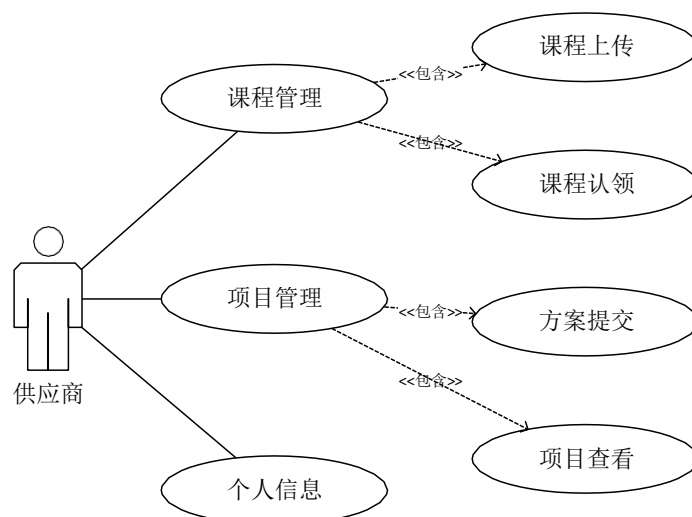 课程上传
<<包含>>
课程管理
<<包含>>
课程认领
项目管理
<<包含>>
方案提交
<<包含>>
供应商
项目查看
个人信息